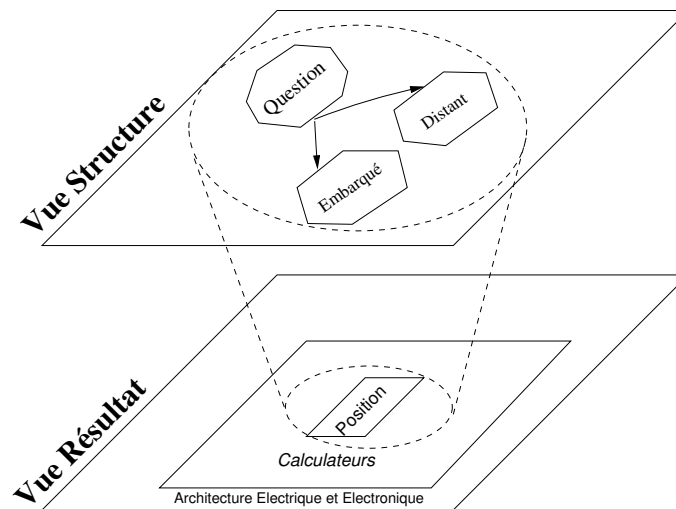 Vue Structure
Question
Distant
Embarqué
Vue Résultat
Position
Calculateurs
Architecture Electrique et Electronique